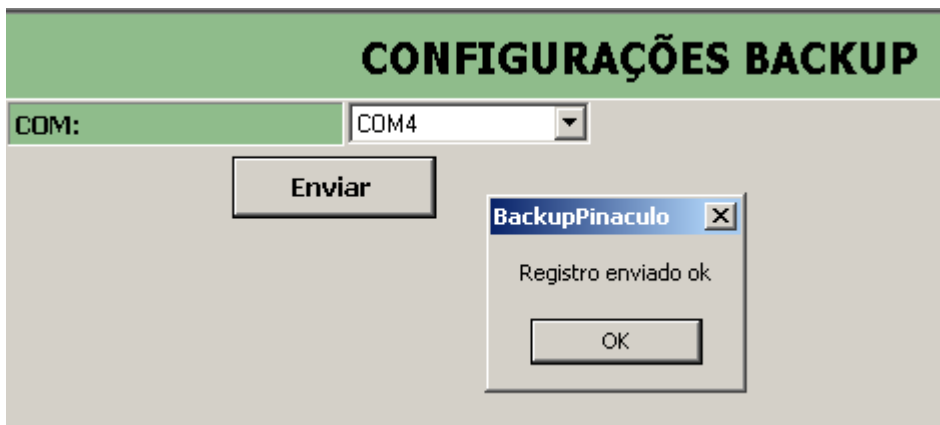 CONFIGURAÇÕES BACKUP
COM: COM4
Enviar
BackupPinaculo
Registro enviado ok
OK